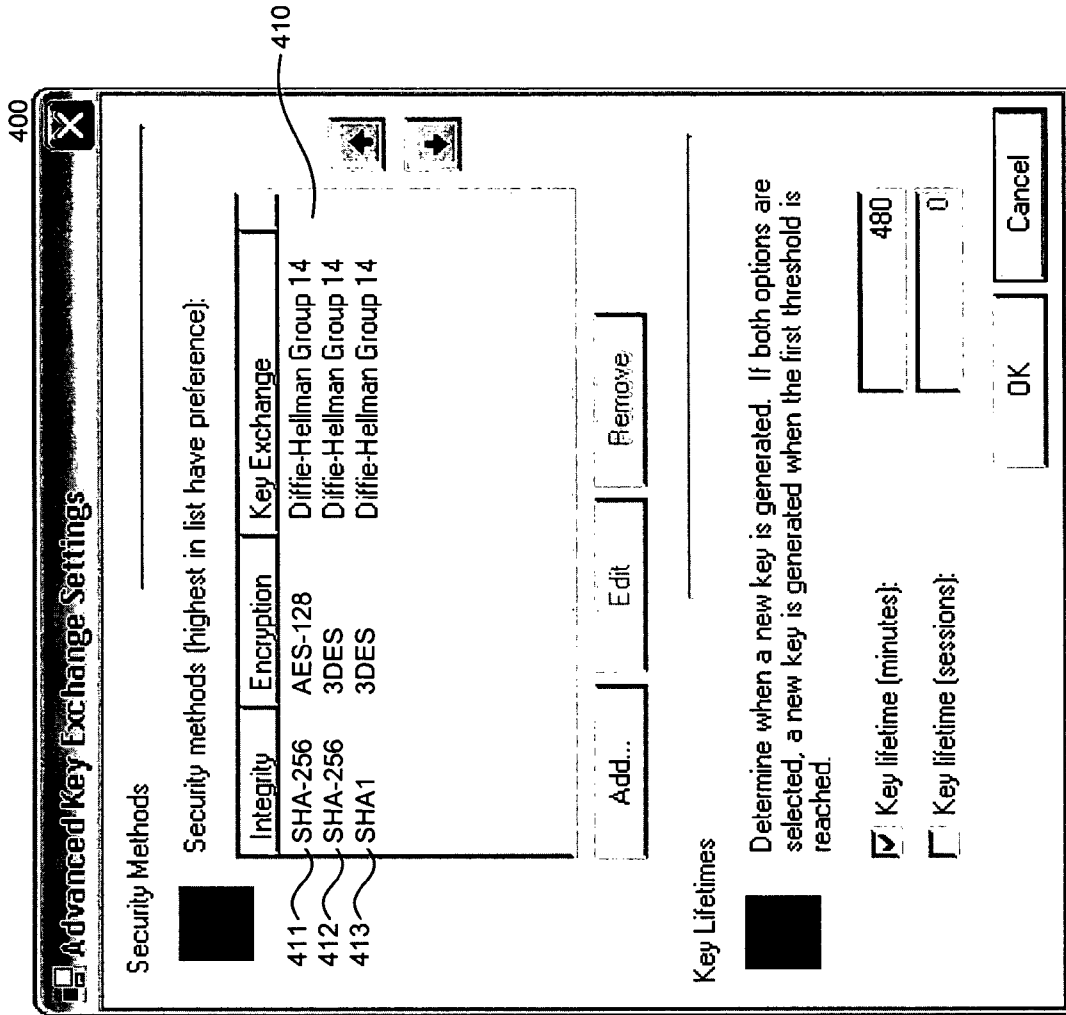 400
Advanced Key Exchange Settings
Security Methods
Security methods (highest in list have preference):
Integrity Encryption Key Exchange
411 SHA-256 AES-128 Diffie-Hellman Group 14
412 SHA-256 3DES Diffie-Hellman Group 14
413 SHA1 3DES Diffie-Hellman Group 14
410
Add... Edit Remove
Key Lifetimes
Determine when a new key is generated. If both options are
selected, a new key is generated when the first threshold is
reached.
Key lifetime (minutes): 480
Key lifetime (sessions): 0
OK Cancel